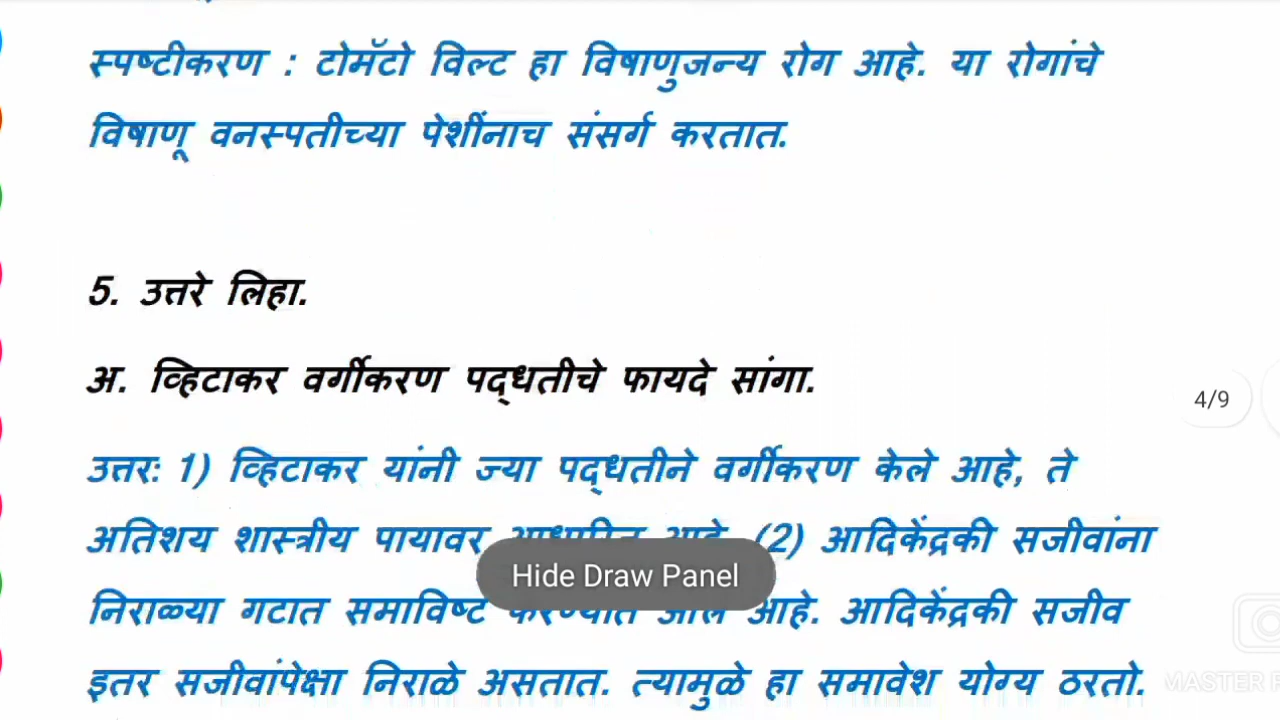 स्पष्टीकरण : टोमॅटो विल्ट हा विषाणुजन्य रोग आहे. या रोगांचे
विषाणू वनस्पतीच्या पेशींनाच संसर्ग करतात.
5. उत्तरे लिहा.
अ. व्हिटाकर वर्गीकरण पद्धतीचे फायदे सांगा.
4/9
उत्तरः 1) व्हिटाकर यांनी ज्या पद्धतीने वर्गीकरण केले आहे, ते
अतिशय शास्त्रीय पायावर (2) आदिकेंद्रकी सजीवांना
Hide Draw Panel
निराळ्या गटात समाविष्ट आहे. आदिकेंद्रकी सजीव
इतर सजीवांपेक्षा निराळे असतात. त्यामुळे हा समावेश योग्य ठरतो.
MASTER